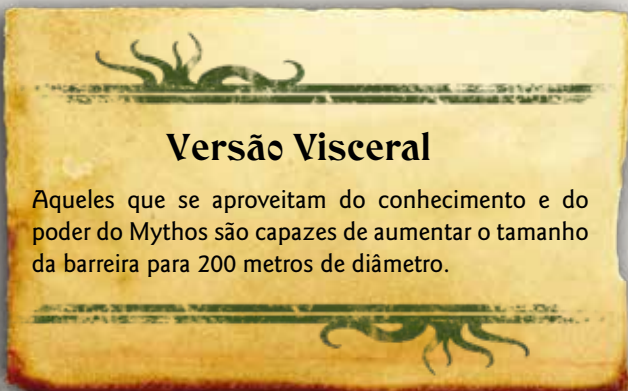 Versão Visceral
Aqueles que se aproveitam do conhecimento e do
poder do Mythos são capazes de aumentar o tamanho
da barreira para 200 metros de diâmetro.